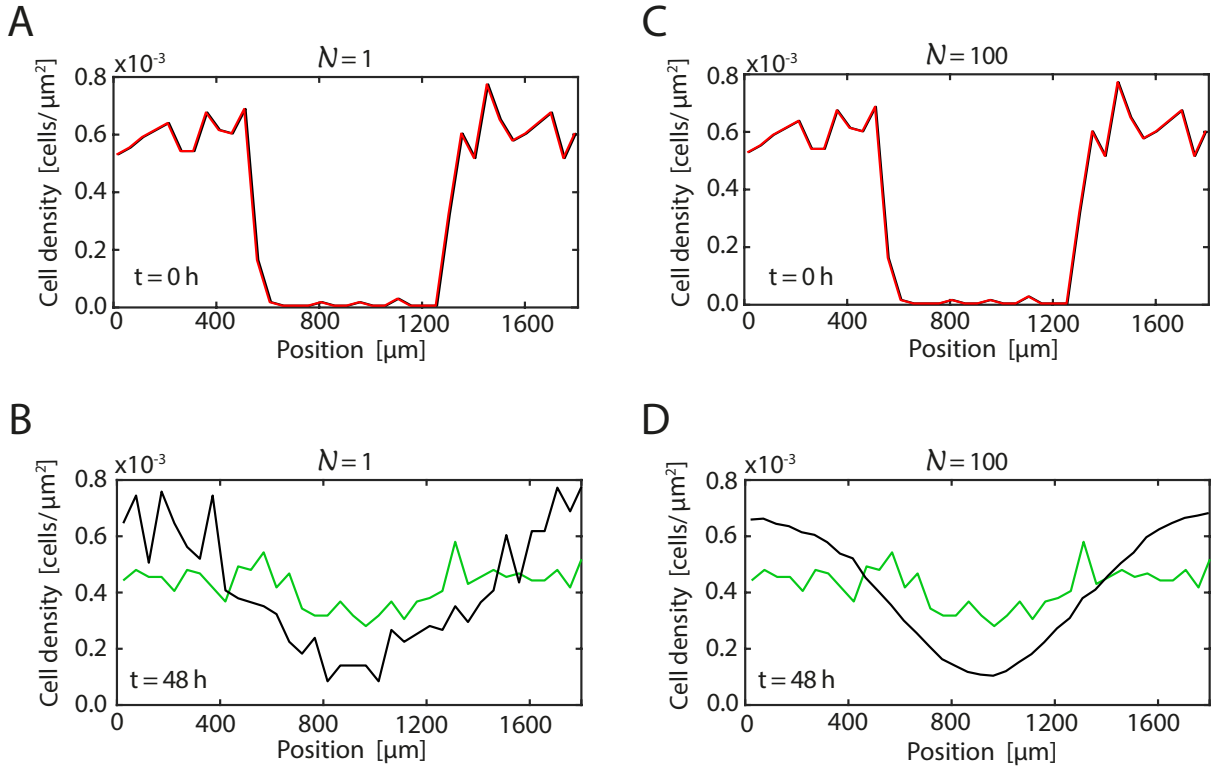 A
x10-3
N = 1
Cell density [cells/ μm2]
0.8
0.6
0.4
0.2
0.0
t = 0 h
0 400 800 1200 1600
Position [μm]
C
x10-3
N = 100
Cell density [cells/ μm2]
0.8
0.6
0.4
0.2
0.0
t = 0 h
0 400 800 1200 1600
Position [μm]
B
x10-3
N = 1
Cell density [cells/ μm2]
0.8
0.6
0.4
0.2
0.0
t = 48 h
0 400 800 1200 1600
Position [μm]
D
x10-3
N = 100
Cell density [cells/ μm2]
0.8
0.6
0.4
0.2
0.0
t = 48 h
0 400 800 1200 1600
Position [μm]